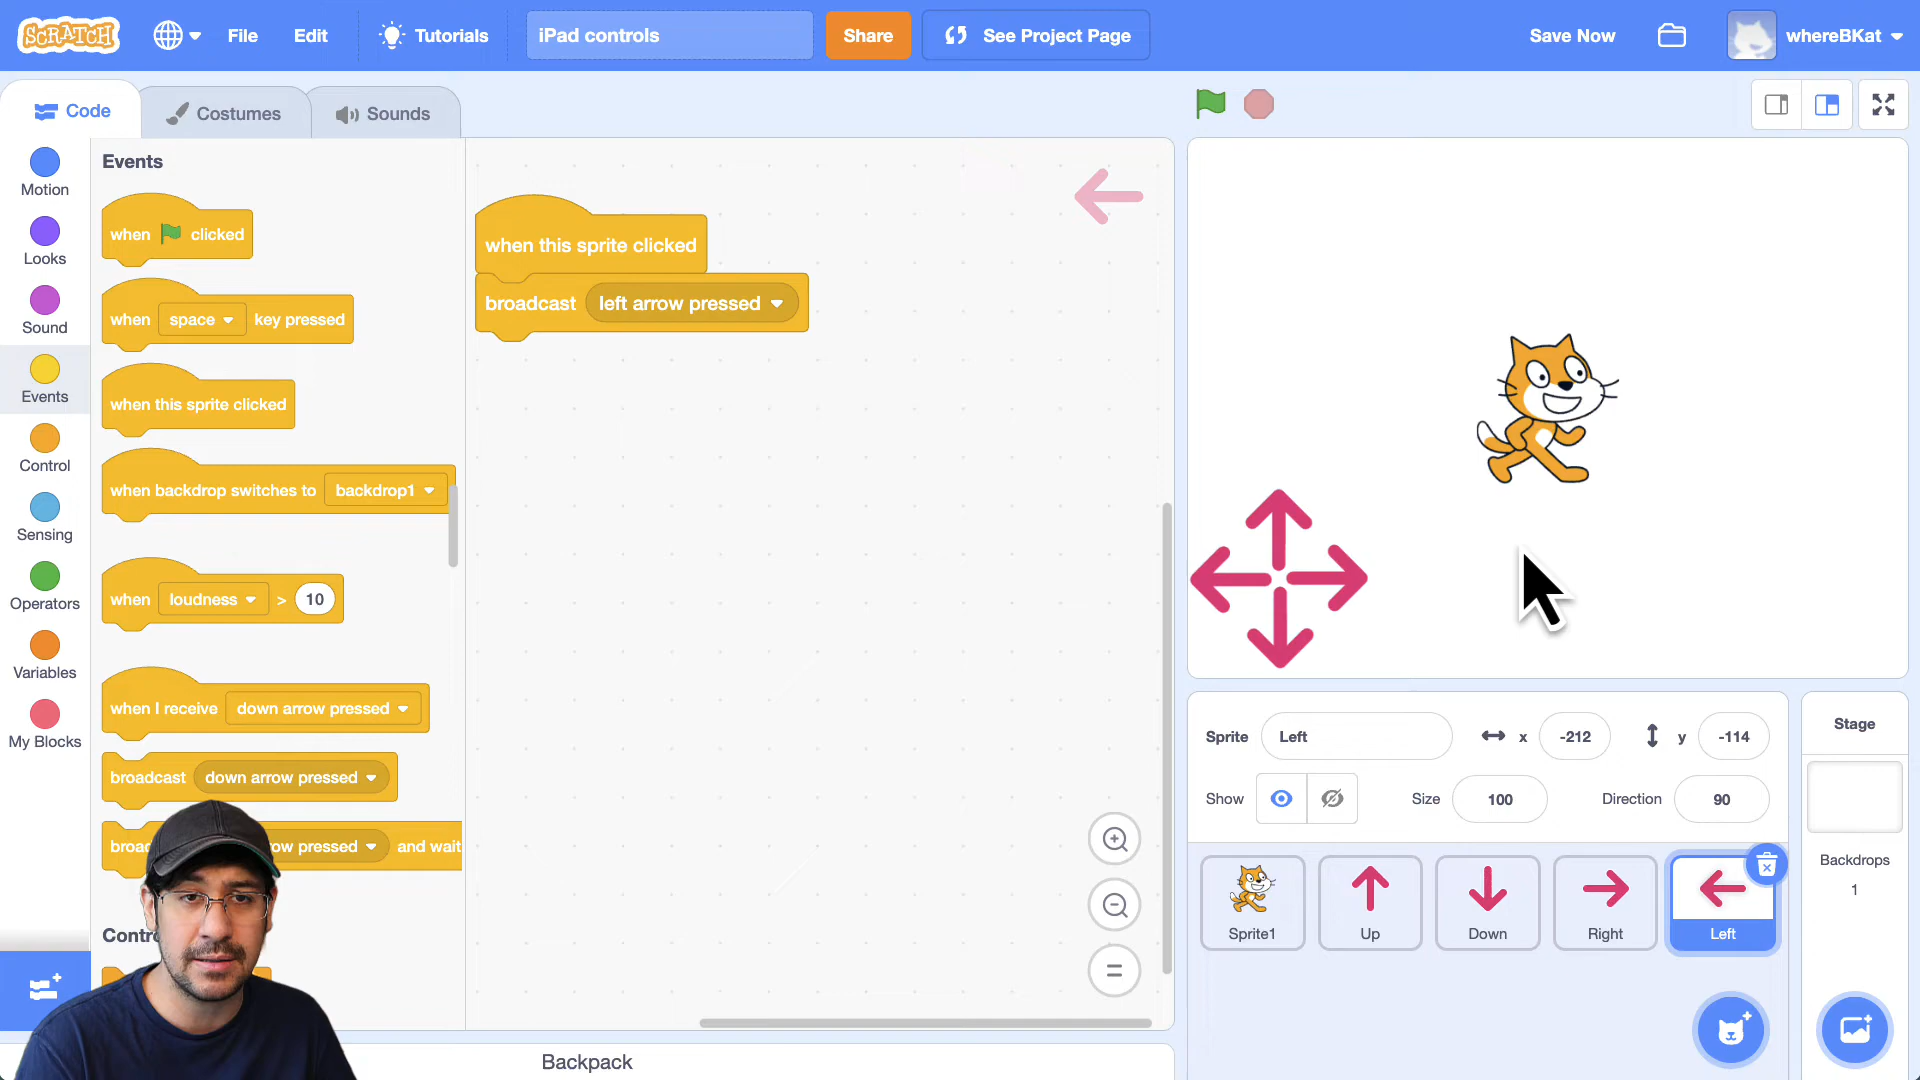 SCRATCH
File
Edit
Tutorials
iPad controls
Share
See Project Page
Save Now
whereBKat
Code
Costumes
Sounds
Motion
Looks
Sound
Events
Control
Sensing
Operators
Variables
My Blocks
Events
when clicked
when space key pressed
when this sprite clicked
when backdrop switches to backdrop1
when loudness > 10
when I receive down arrow pressed
broadcast down arrow pressed
pressed and wait
when this sprite clicked
broadcast left arrow pressed
Backpack
Sprite Left x -212 y -114
Show Size 100 Direction 90
Sprite1
Up
Down
Right
Left
Stage
Backdrops
1